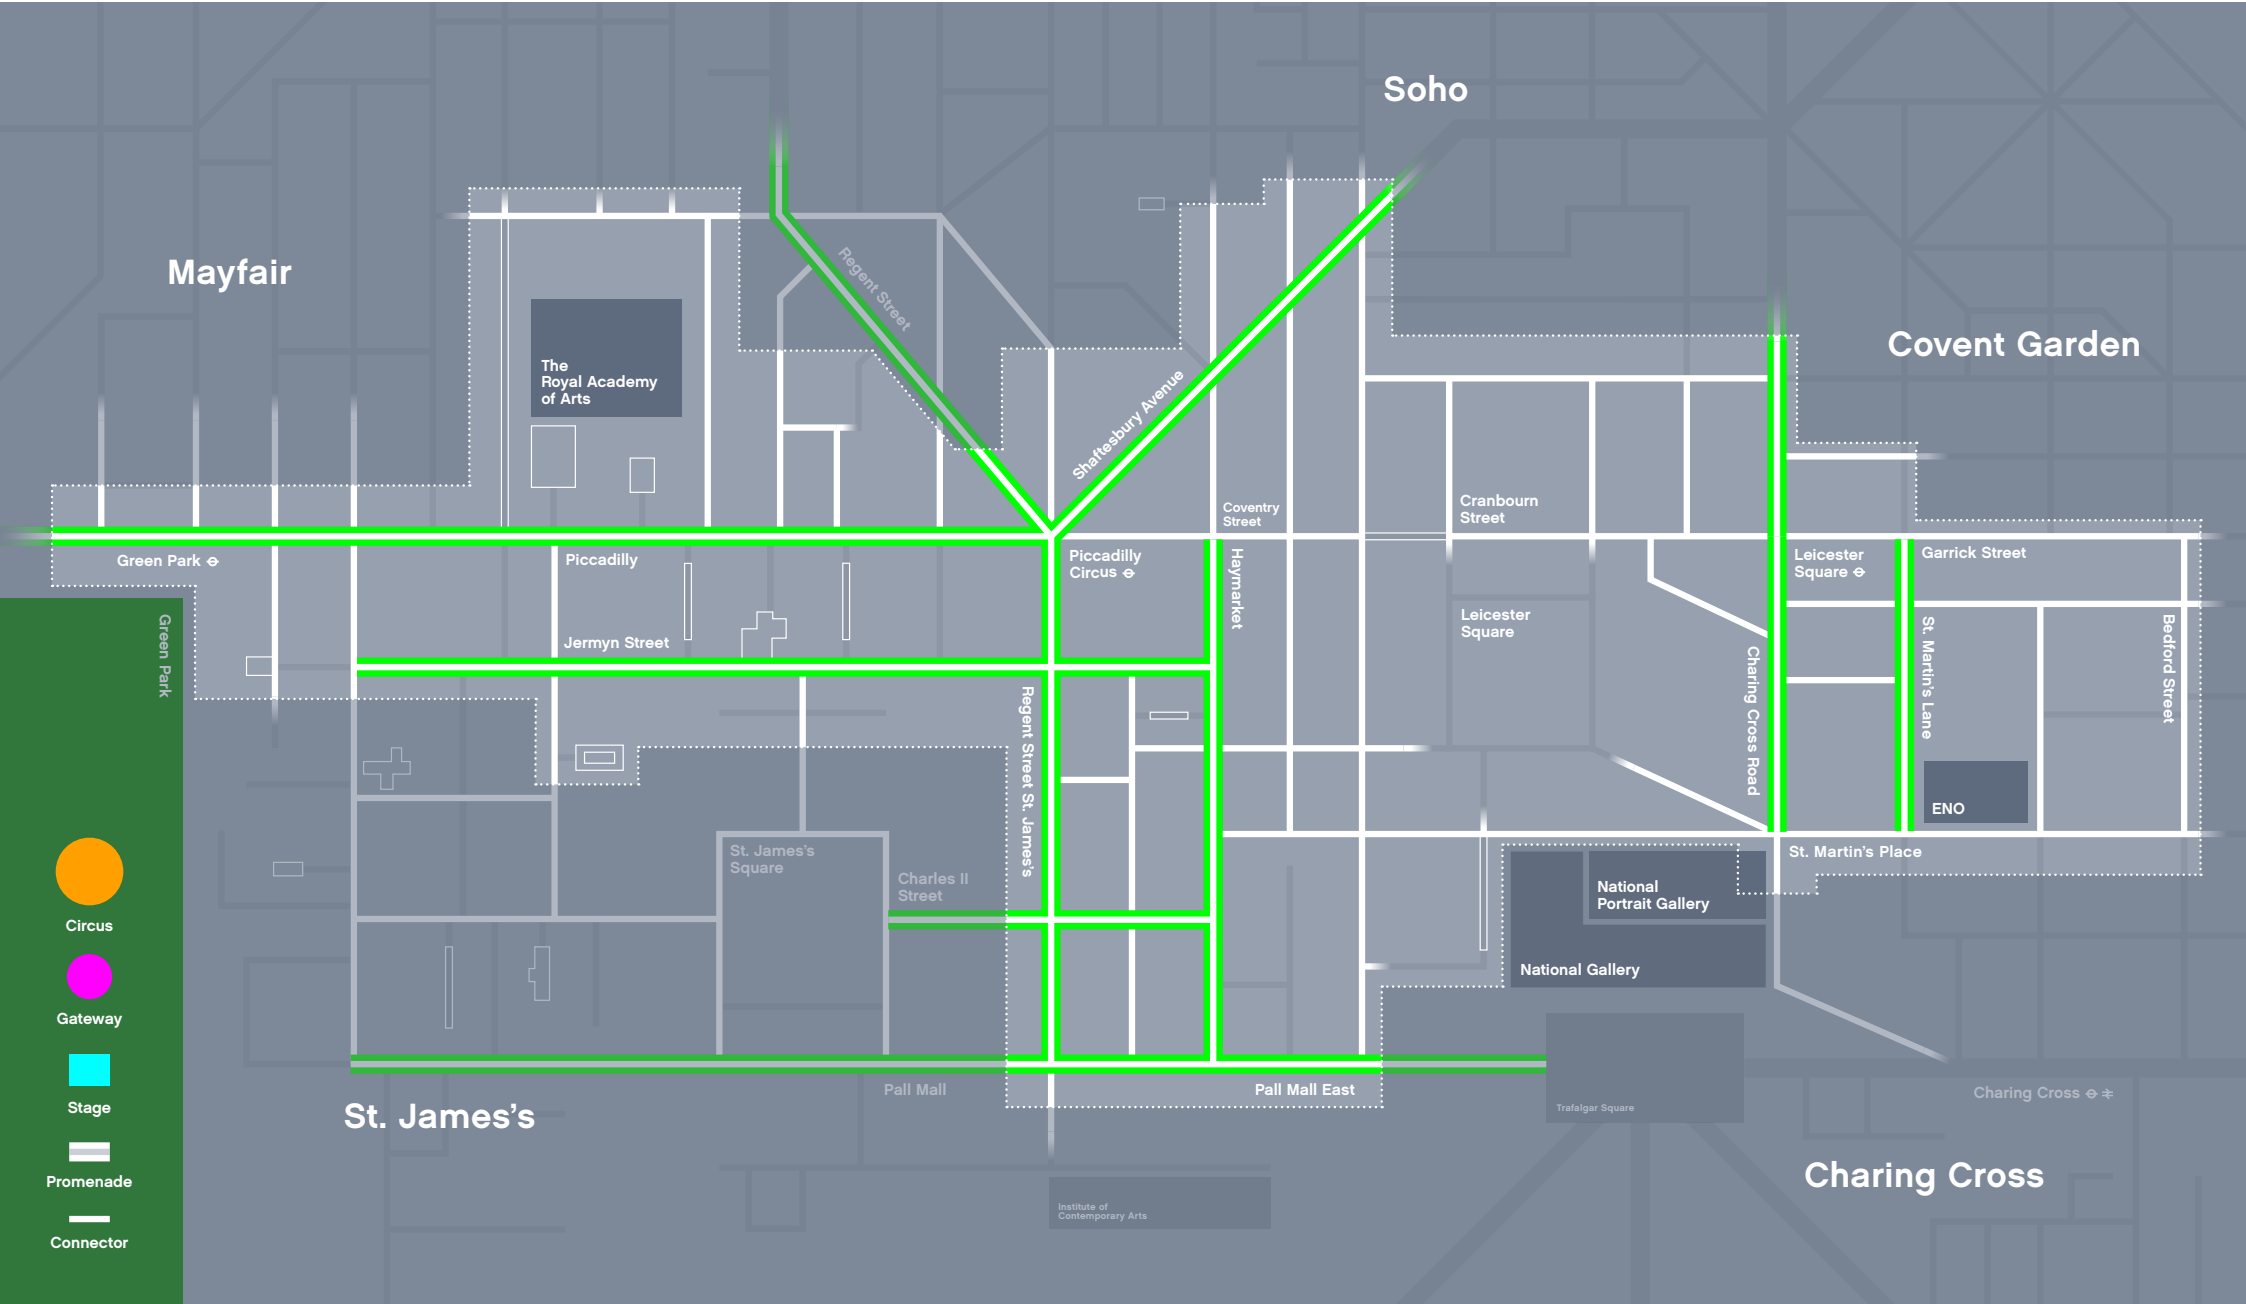 Soho
Mayfair
Regent Street
Covent Garden
The
Royal Academy
of Arts
Shaftesbury Avenue
Coventry
Street
Cranbourn
Street
Green Park
Piccadilly
Piccadilly
Circus
Haymarket
Leicester
Square
Garrick Street
Green Park
Jermyn Street
Leicester
Square
Charing Cross Road
St. Martin's Lane
Bedford Street
Regent Street St. James's
ENO
St. James's
Square
Charles II
Street
St. Martin's Place
National
Portrait Gallery
National Gallery
Circus
Gateway
Stage
Promenade
Connector
Pall Mall
Pall Mall East
Trafalgar Square
Charing Cross
St. James's
Charing Cross
Institute of
Contemporary Arts